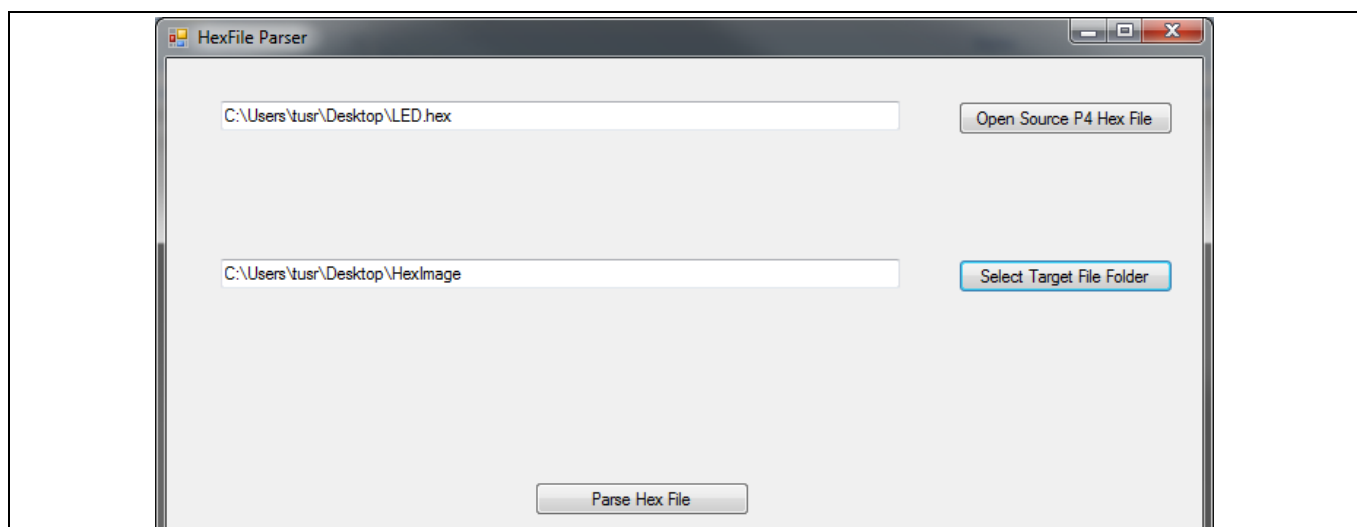 HexFile Parser
C:\Users\tusr\Desktop\LED.hex
Open Source P4 Hex File
C:\Users\tusr\Desktop\HexImage
Select Target File Folder
Parse Hex File